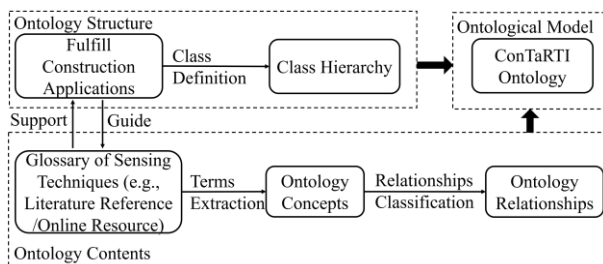 Ontology Structure
Fulfill
Construction
Applications
Class
Definition
Class Hierarchy
Ontological Model
ConTaRTI
Ontology
Support
Guide
Glossary of Sensing
Techniques (e.g.,
Literature Reference
/Online Resource)
Terms
Extraction
Ontology
Concepts
Relationships
Classification
Ontology
Relationships
Ontology Contents